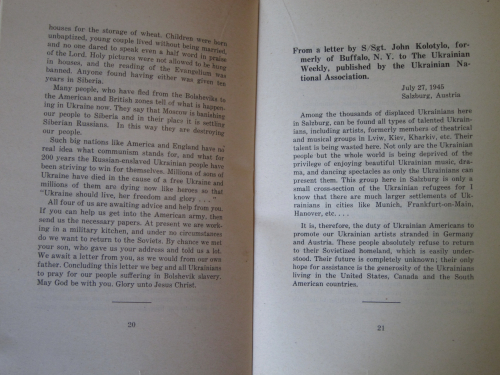 houses for the storage of wheat. Children were born
unbaptized, young couple lived without being married,
and no one dared to speak even a half word in praise
of the Lord. Holy pictures were not allowed to be hung
in houses, and the reading of the Evangelium was
banned. Anyone found having either was given ten
years in Siberia.
Many people, who have fled from the Bolsheviks to
the American and British zones tell of what is happen-
ing in Ukraine now. They say that Moscow is banishing
our people to Siberia and in their place it is settling
Siberian Russians. In this way they are destroying
our people.
Such big nations like America and England have no
real idea what communism stands for, and what for
200 years the Russian-enslaved Ukrainian people have
been striving to win for themselves. Millions of sons of
Ukraine have died in the cause of a free Ukraine and
millions of them are dying now like heroes so that
"Ukraine should live, her freedom and glory . . ."
All four of us are awaiting advice and help from you.
If you can help us get into the American army, then
send us the necessary papers. At present we are work-
ing in a military kitchen, and under no circumstances
do we want to return to the Soviets. By chance we met
your son, who gave us your address and told us a lot.
We await a letter from you, as we would from our own
father. Concluding this letter we beg and all Ukrainians
to pray for our people suffering in Bolshevik slavery.
May God be with you. Glory unto Jesus Christ.
20
From a letter by S/Sgt. John Kolotylo, for-
merly of Buffalo, N. Y. to The Ukrainian
Weekly, published by the Ukrainian Na-
tional Association.
July 27, 1945
Salzburg, Austria
Among the thousands of displaced Ukrainians here
in Salzburg, can be found all types of talented Ukrain-
ians, including artists, formerly members of theatrical
and musical groups in Lviw, Kiev, Kharkiv, etc. Their
talent is being wasted here. Not only are the Ukrainian
people but the whole world is being deprived of the
privilege of enjoying beautiful Ukrainian music, dra-
ma, and dancing spectacles as only the Ukrainians can
present them. This group here in Salzburg is only a
small cross-section of the Ukrainian refugees for I
know that there are much larger settlements of Uk-
rainians in cities like Munich, Frankfort-on-Main,
Hanover, etc. . . .
It is, therefore, the duty of Ukrainian Americans to
promote our Ukrainian artists stranded in Germany
and Austria. These people absolutely refuse to return
to their Sovietized homeland, which is easily under-
stood. Their future is completely unknown; their only
hope for assistance is the generosity of the Ukrainians
living in the United States, Canada and the South
American countries.
21